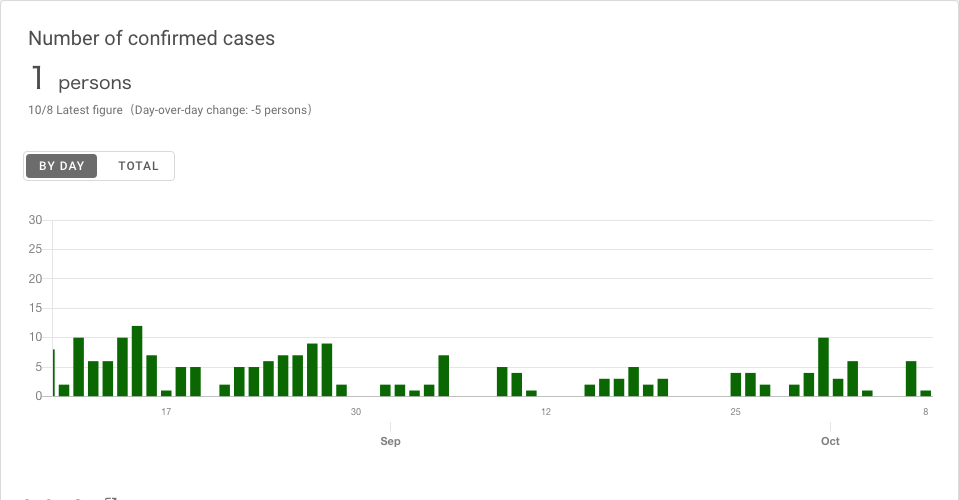 Number of confirmed cases
1 persons
10/8 Latest figure (Day-over-day change: -5 persons)
BY DAY TOTAL
30
25
20
15
10
5
0
17 30 12 25 8
Sep Oct